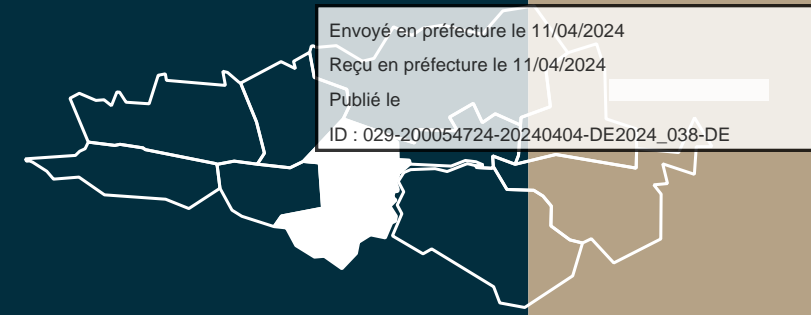 Envoyé en préfecture le 11/04/2024
Reçu en préfecture le 11/04/2024
Publié le
ID : 029-200054724-20240404-DE2024_038-DE